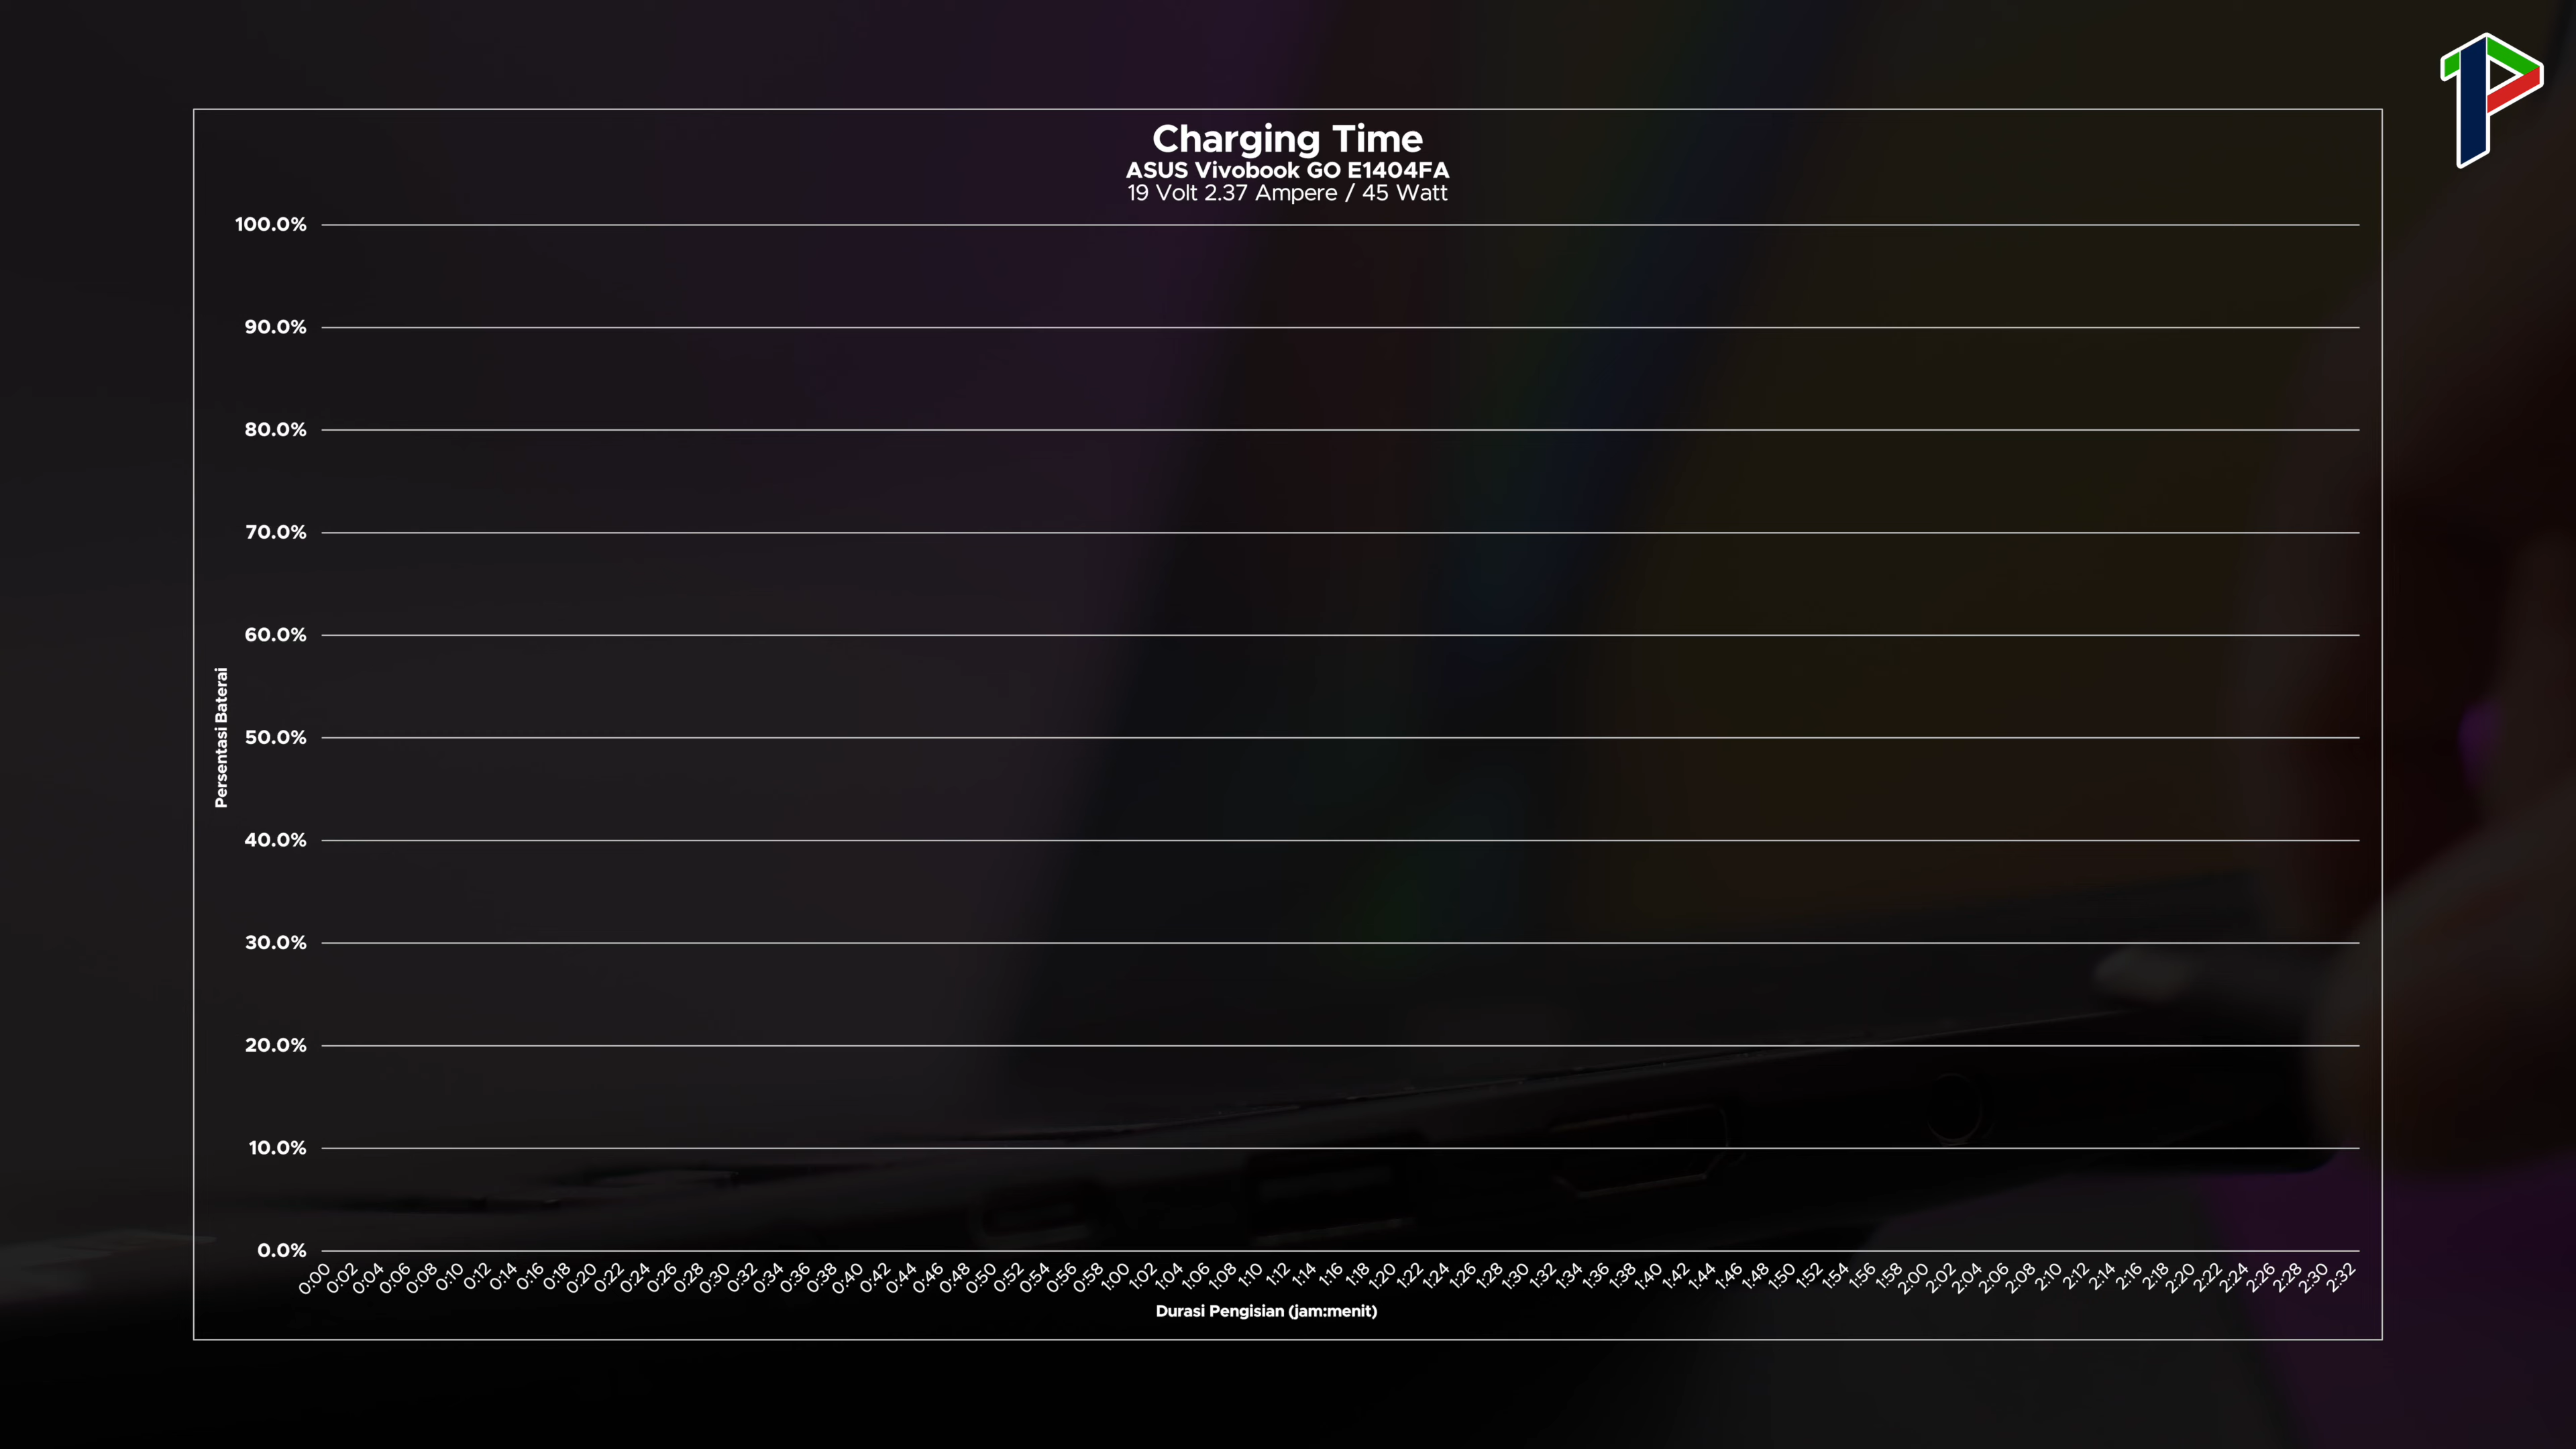 Charging Time
ASUS Vivobook GO E1404FA
19 Volt 2.37 Ampere / 45 Watt
100.0%
90.0%
80.0%
70.0%
60.0%
50.0%
40.0%
30.0%
20.0%
10.0%
0.0%
Persentasi Baterai
0:00 0:02 0:04 0:06 0:08 0:10 0:12 0:14 0:16 0:18 0:20 0:22 0:24 0:26 0:28 0:30 0:32 0:34 0:36 0:38 0:40 0:42 0:44 0:46 0:48 0:50 0:52 0:54 0:56 0:58 1:00 1:02 1:04 1:06 1:08 1:10 1:12 1:14 1:16 1:18 1:20 1:22 1:24 1:26 1:28 1:30 1:32 1:34 1:36 1:38 1:40 1:42 1:44 1:46 1:48 1:50 1:52 1:54 1:56 1:58 2:00 2:02 2:04 2:06 2:08 2:10 2:12 2:14 2:16 2:18 2:20 2:22 2:24 2:26 2:28 2:30 2:32
Durasi Pengisian (jam:menit)